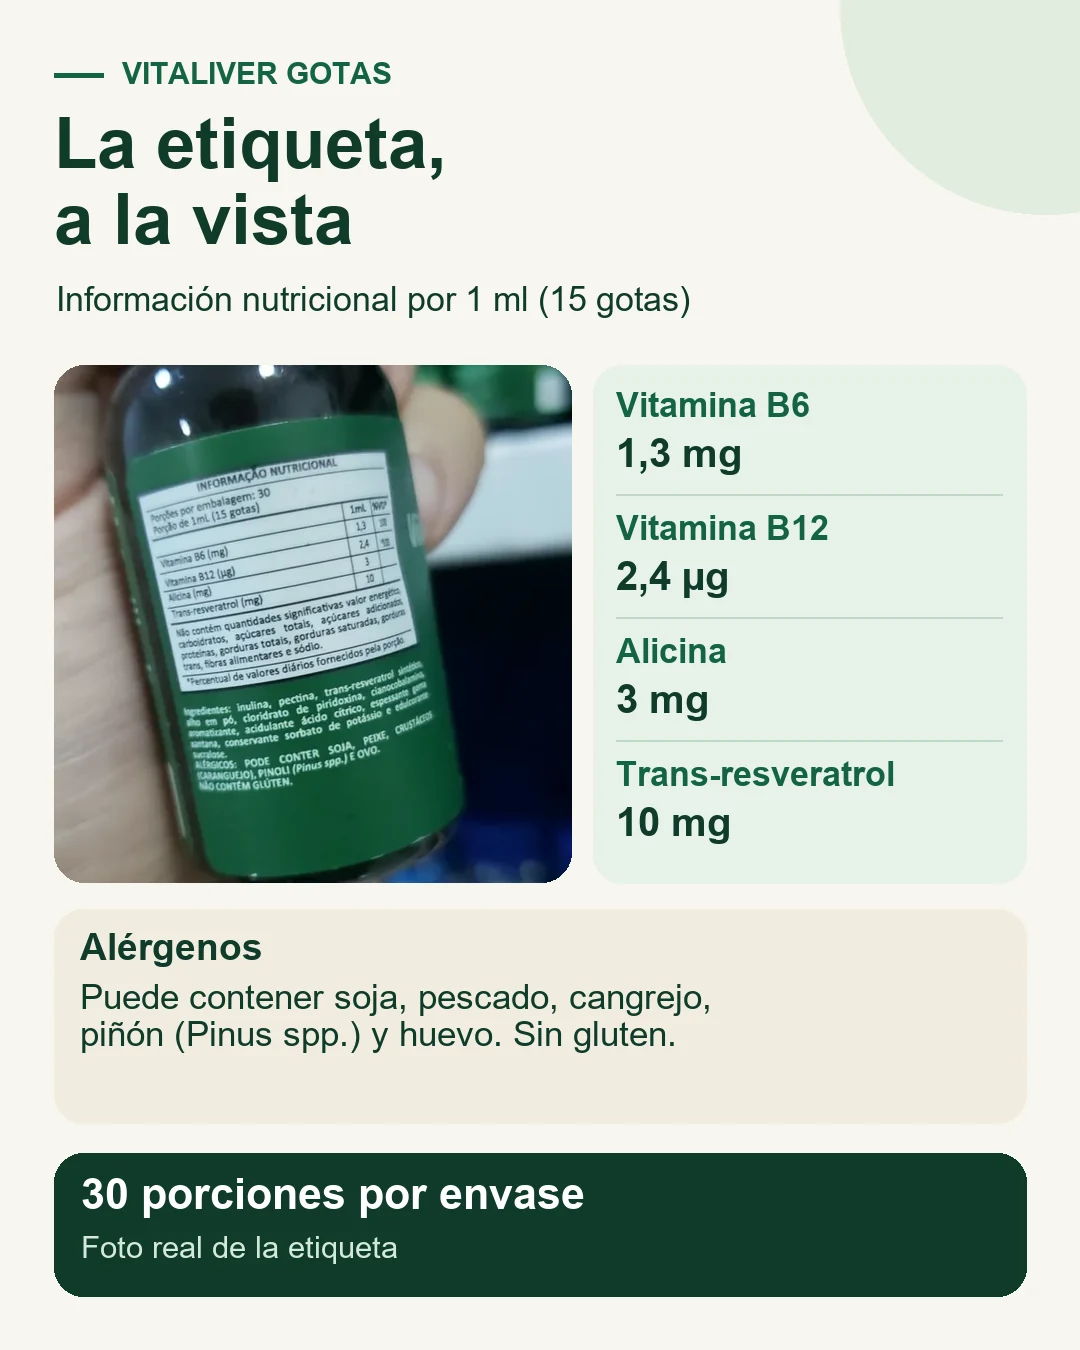 VITALIVER GOTAS
La etiqueta,
a la vista
Información nutricional por 1 ml (15 gotas)
INFORMAÇÃO NUTRICIONAL
Porções por embalagem: 30
Porção de 1mL (15 gotas)
1mL %VD*
Vitamina B6 (mg) 1,3 100
Vitamina B12 (µg) 2,4 100
Alicina (mg) 3
Trans-resveratrol (mg) 10
Não contém quantidades significativas valor energético,
carboidratos, açúcares totais, açúcares adicionados,
proteínas, gorduras totais, gorduras saturadas, gorduras
trans, fibras alimentares e sódio.
*Percentual de valores diários fornecidos pela porção.
Ingredientes: inulina, pectina, trans-resveratrol sintético,
alho em pó, cloridrato de piridoxina, cianocobalamina,
aromatizante, acidulante ácido cítrico, espessante goma
xantana, conservante sorbato de potássio e edulcorante
sucralose.
ALÉRGICOS: PODE CONTER SOJA, PEIXE, CRUSTÁCEOS
(CARANGUEJO), PINOLI (Pinus spp.) E OVO.
NÃO CONTÉM GLÚTEN.
Vitamina B6
1,3 mg
Vitamina B12
2,4 µg
Alicina
3 mg
Trans-resveratrol
10 mg
Alérgenos
Puede contener soja, pescado, cangrejo,
piñón (Pinus spp.) y huevo. Sin gluten.
30 porciones por envase
Foto real de la etiqueta